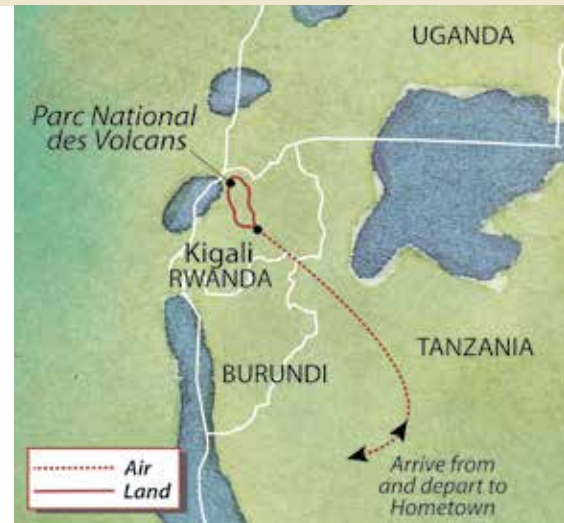 UGANDA
Parc National
des Volcans
Kigali
RWANDA
TANZANIA
BURUNDI
Arrive from
and depart to
Hometown
Air
Land